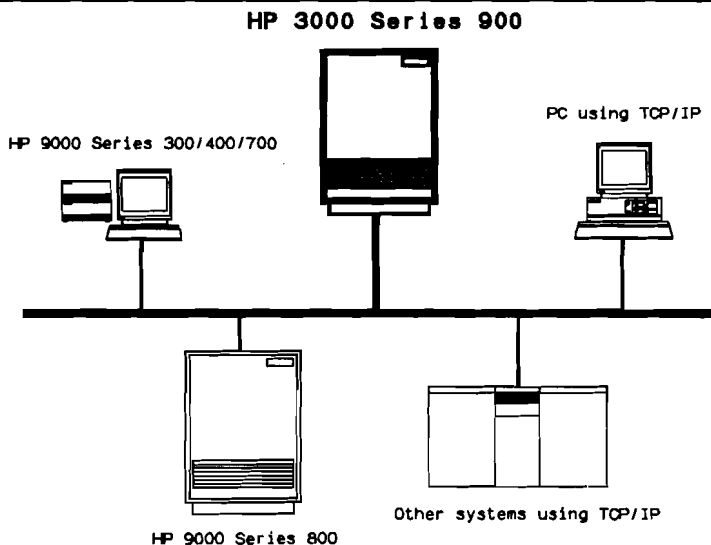 HP 3000 Series 900
PC using TCP/IP
HP 9000 Series 300/400/700
Other systems using TCP/IP
HP 9000 Series 800